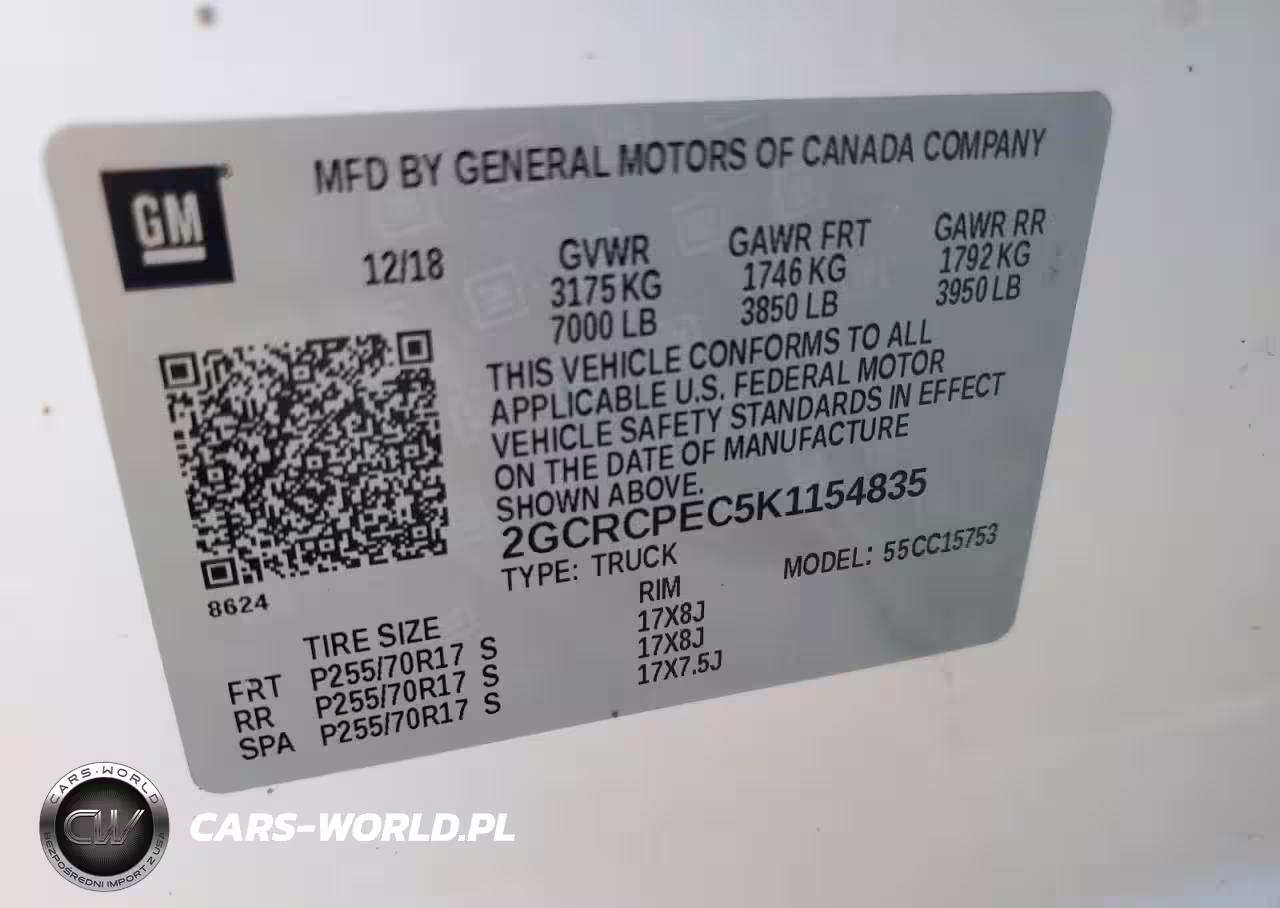 GM
MFD BY GENERAL MOTORS OF CANADA COMPANY
12/18
GVWR
3175 KG
7000 LB
GAWR FRT
1746 KG
3850 LB
GAWR RR
1792 KG
3950 LB
THIS VEHICLE CONFORMS TO ALL
APPLICABLE U.S. FEDERAL MOTOR
VEHICLE SAFETY STANDARDS IN EFFECT
ON THE DATE OF MANUFACTURE
SHOWN ABOVE.
2GCRCPEC5K1154835
TYPE: TRUCK
MODEL: 55CC15753
8624
TIRE SIZE
RIM
FRT P255/70R17 S 17X8J
RR P255/70R17 S 17X8J
SPA P255/70R17 S 17X7.5J
CARS-WORLD
CW
BEZPOŚREDNI IMPORT Z USA
CARS-WORLD.PL